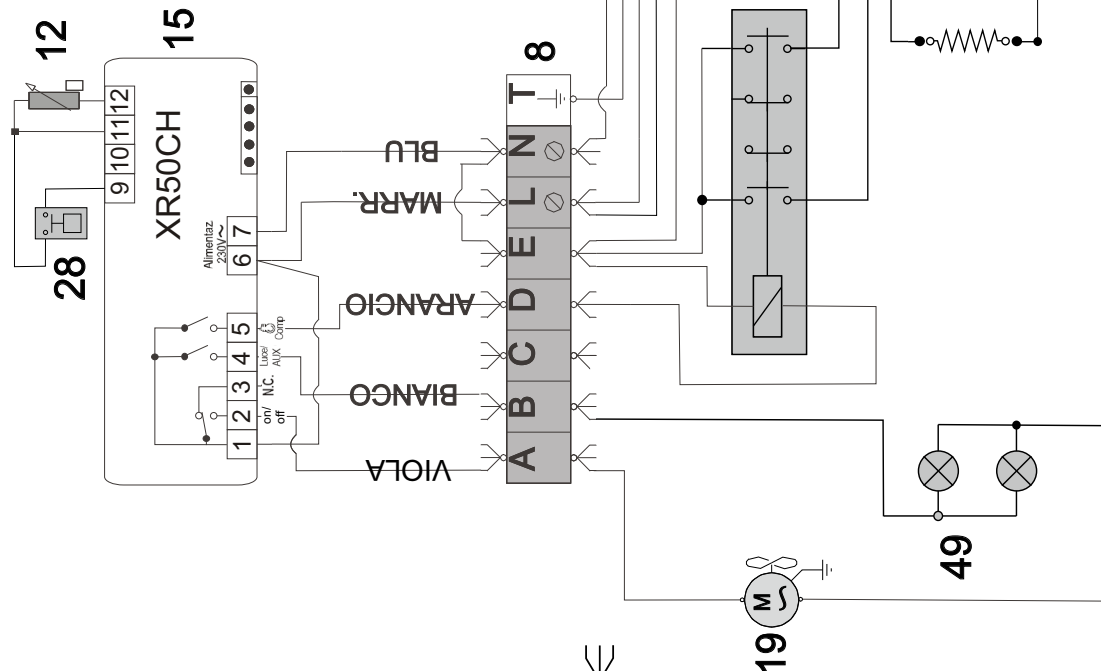 12
15
8
12
11
10
9
XR50CH
28
Alimentaz.
230V~
7
6
5
4
3
2
1
Comp
Luce/
AUX
N.C.
on/
off
BLU
MARR.
ARANCIO
BIANCO
VIOLA
T
N
L
E
D
C
B
A
49
M
19